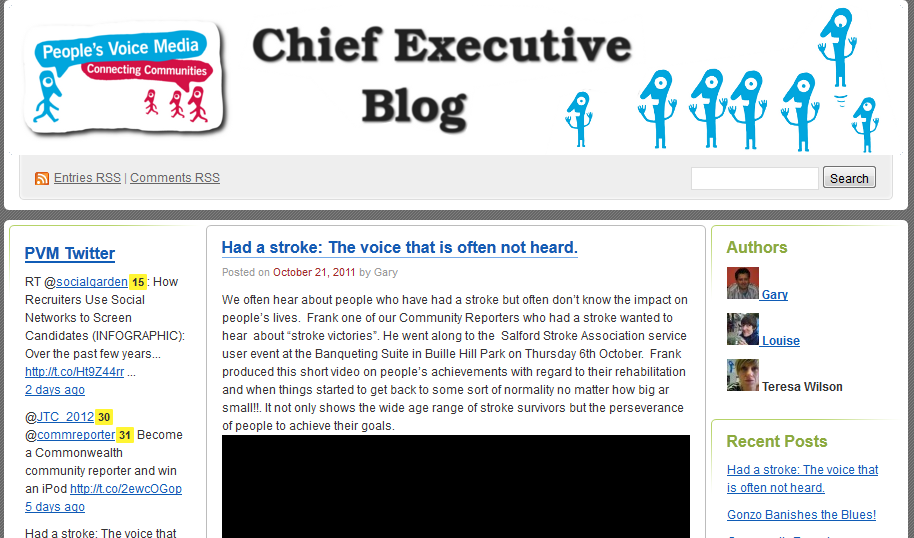 People's Voice Media
Connecting Communities
Chief Executive
Blog
Entries RSS | Comments RSS
Search
PVM Twitter
RT @socialgarden 15 : How
Recruiters Use Social
Networks to Screen
Candidates (INFOGRAPHIC):
Over the past few years...
http://t.co/Ht9Z44rr ...
2 days ago
@JTC_2012 30
@commreporter 31 Become
a Commonwealth
community reporter and win
an iPod http://t.co/2ewcOGop
5 days ago
Had a stroke: The voice that
Had a stroke: The voice that is often not heard.
Posted on October 21, 2011 by Gary
We often hear about people who have had a stroke but often don't know the impact on
people's lives.  Frank one of our Community Reporters who had a stroke wanted to
hear  about “stroke victories”. He went along to the  Salford Stroke Association service
user event at the Banqueting Suite in Buille Hill Park on Thursday 6th October.  Frank
produced this short video on people's achievements with regard to their rehabilitation
and when things started to get back to some sort of normality no matter how big ar
small!!. It not only shows the wide age range of stroke survivors but the perseverance
of people to achieve their goals.
Authors
Gary
Louise
Teresa Wilson
Recent Posts
Had a stroke: The voice that
is often not heard.
Gonzo Banishes the Blues!